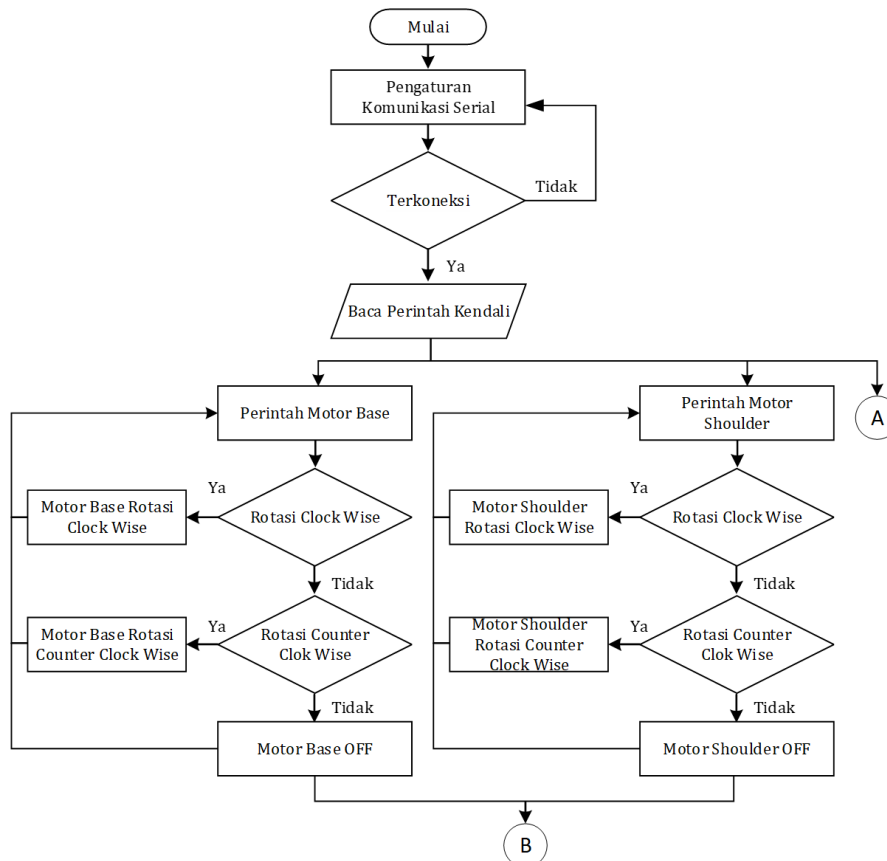 Mulai
Pengaturan
Komunikasi Serial
Terkoneksi
Tidak
Ya
Baca Perintah Kendali
Perintah Motor Base
Perintah Motor
Shoulder
A
Ya
Rotasi Clock Wise
Motor Base Rotasi
Clock Wise
Tidak
Ya
Rotasi Counter
Clok Wise
Motor Base Rotasi
Counter Clock Wise
Tidak
Motor Base OFF
Ya
Rotasi Clock Wise
Motor Shoulder
Rotasi Clock Wise
Tidak
Ya
Rotasi Counter
Clok Wise
Motor Shoulder
Rotasi Counter
Clock Wise
Tidak
Motor Shoulder OFF
B